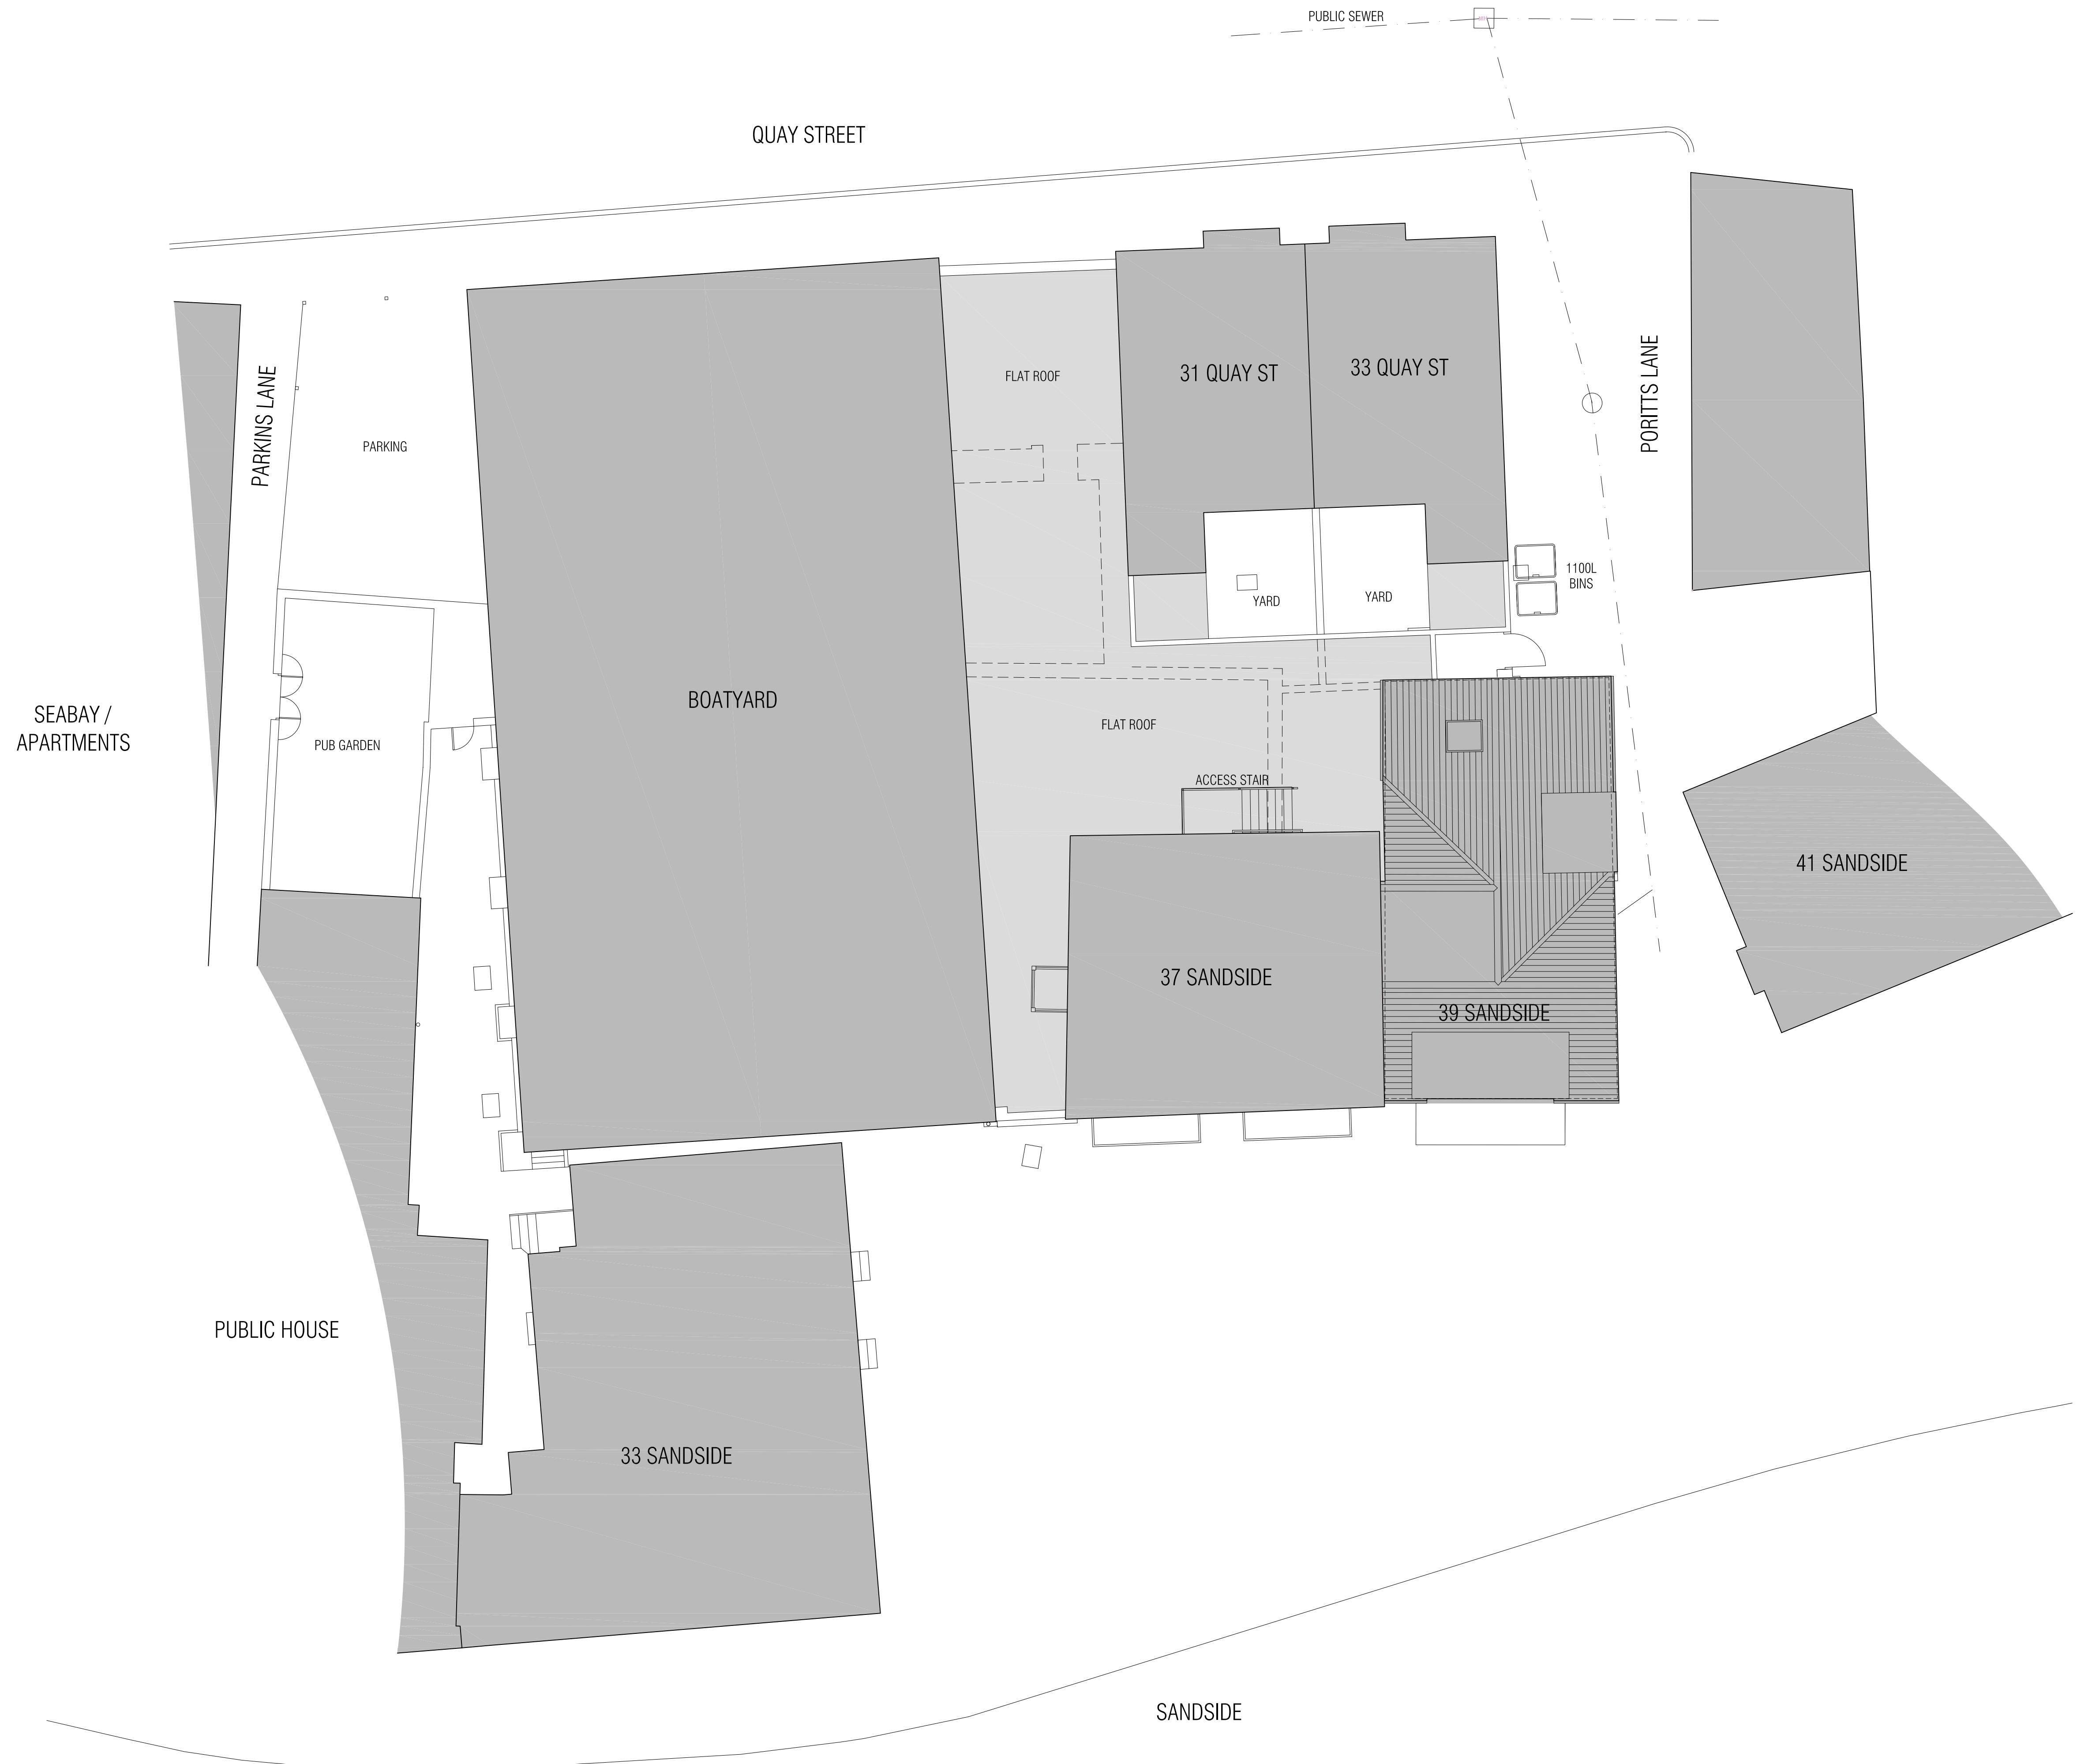 PUBLIC SEWER
QUAY STREET
PARKINS LANE
PARKING
FLAT ROOF
31 QUAY ST
33 QUAY ST
PORITTS LANE
1100L
BINS
YARD
YARD
SEABAY /
APARTMENTS
PUB GARDEN
BOATYARD
FLAT ROOF
ACCESS STAIR
41 SANDSIDE
37 SANDSIDE
39 SANDSIDE
PUBLIC HOUSE
33 SANDSIDE
SANDSIDE